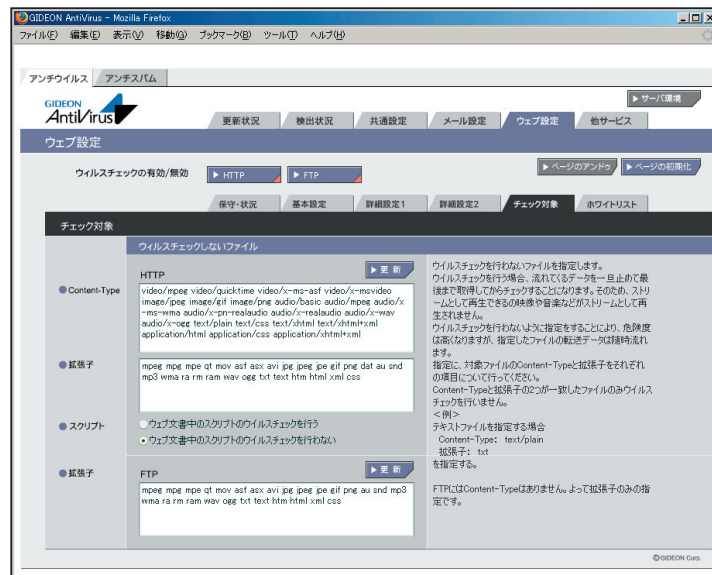 GIDEON AntiVirus - Mozilla Firefox
ファイル(F) 編集(E) 表示(V) 移動(G) ブックマーク(B) ツール(T) ヘルプ(H)
アンチウイルス アンチスパム
サーバ環境
GIDEON
AntiVirus
更新状況 検出状況 共通設定 メール設定 ウェブ設定 他サービス
ウェブ設定
ウィルスチェックの有効/無効 HTTP FTP ページのアンドゥ ページの初期化
保守・状況 基本設定 詳細設定1 詳細設定2 チェック対象 ホワイトリスト
チェック対象
ウィルスチェックしないファイル
HTTP 更 新
Content-Type
video/mpeg video/quicktime video/x-ms-asf video/x-msvideo
image/jpeg image/gif image/png audio/basic audio/mpeg audio/x
-ms-wma audio/x-pn-realaudio audio/x-realaudio audio/x-wav
audio/x-ogg text/plain text/css text/xhtml text/xhtml+xml
application/html application/css application/xhtml+xml
拡張子
mpeg mpg mpe qt mov asf asx avi jpg jpeg jpe gif png dat au snd
mp3 wma ra rm ram wav ogg txt text htm html xml css
スクリプト
ウェブ文書中のスクリプトのウイルスチェックを行う
ウェブ文書中のスクリプトのウイルスチェックを行わない
拡張子
FTP 更 新
mpeg mpg mpe qt mov asf asx avi jpg jpeg jpe gif png au snd mp3
wma ra rm ram wav ogg txt text htm html xml css
ウイルスチェックを行わないファイルを指定します。
ウイルスチェックを行う場合、流れてくるデータを一旦止めて最
後まで取得してからチェックすることになります。そのため、ストリ
ームとして再生できるの映像や音楽などがストリームとして再
生されません。
ウイルスチェックを行わないように指定をすることにより、危険度
は高くなりますが、指定したファイルの転送データは随時流れ
ます。
指定に、対象ファイルのContent-Typeと拡張子をそれぞれ
の項目について行ってください。
Content-Typeと拡張子の2つが一致したファイルのみウイルス
チェックを行いません。
<例>
テキストファイルを指定する場合
Content-Type: text/plain
拡張子: txt
を指定する。
FTPにはContent-Typeはありません。よって拡張子のみの指
定です。
©GIDEON Corp.